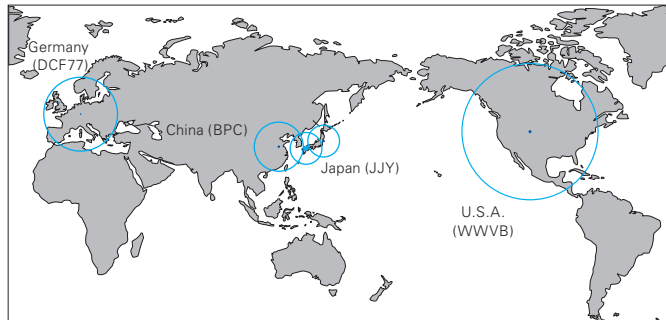 Germany
(DCF77)
China (BPC)
Japan (JJY)
U.S.A.
(WWVB)